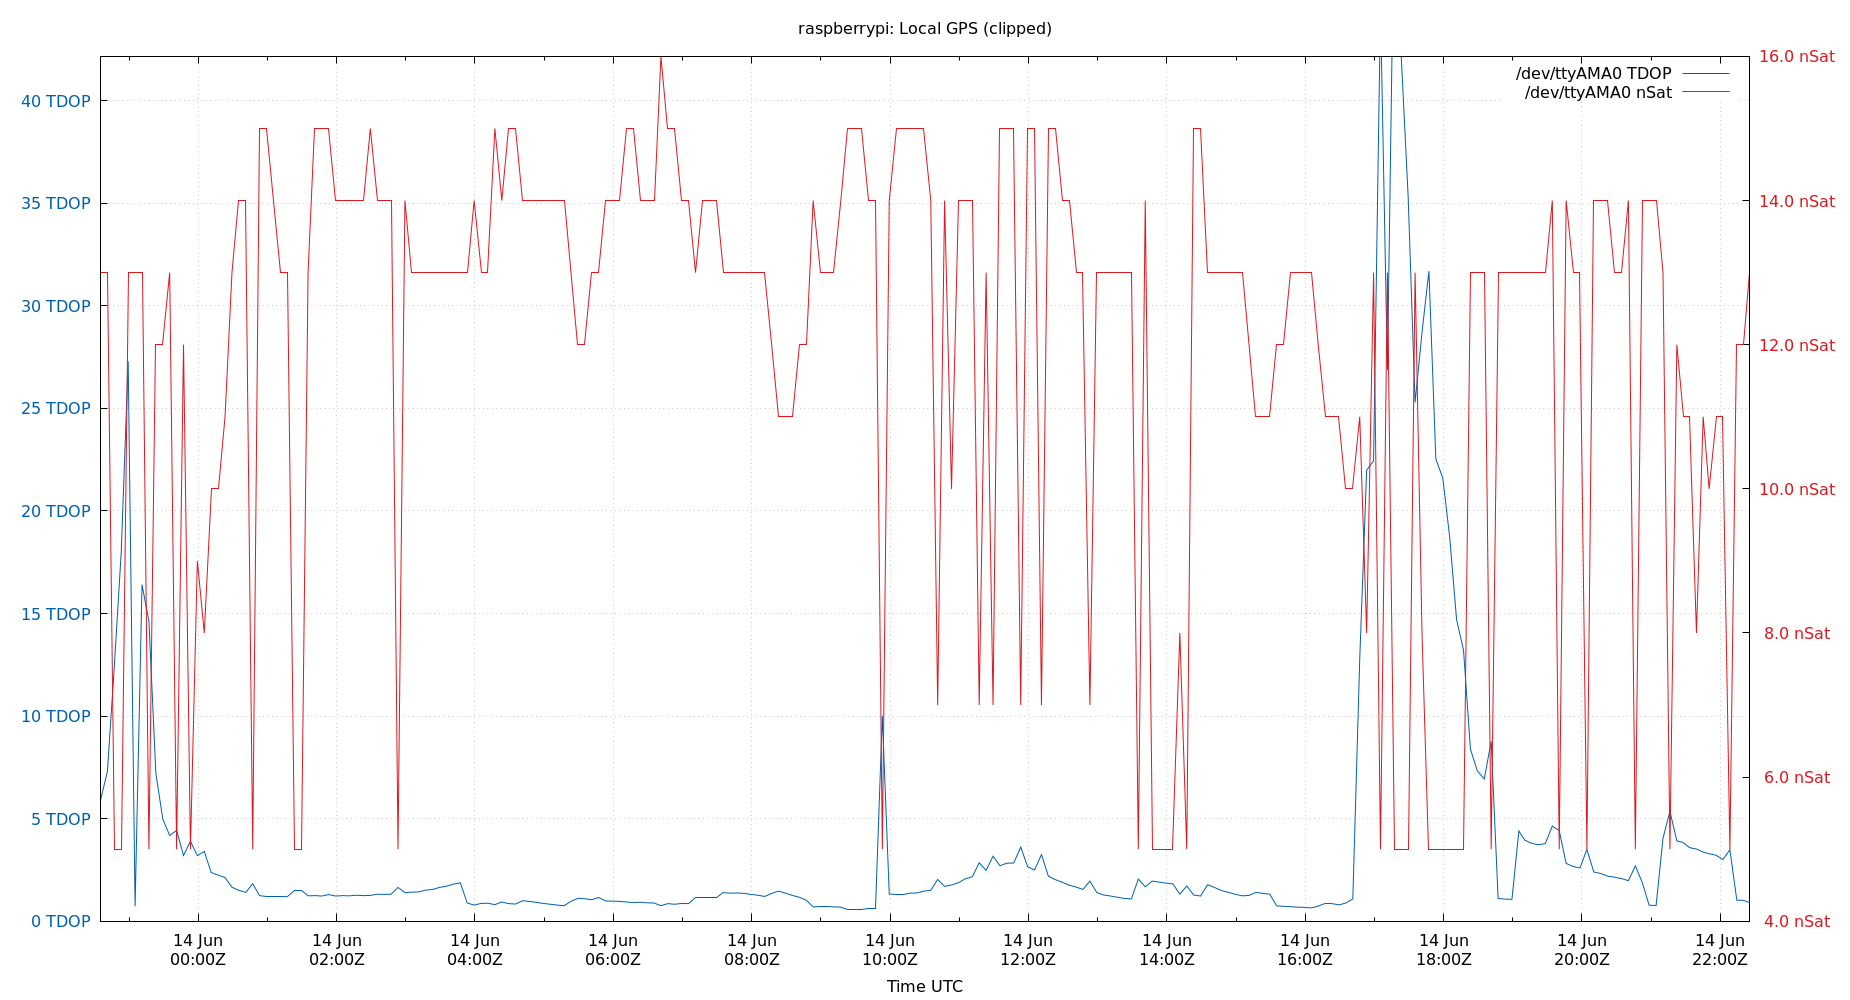 raspberrypi: Local GPS (clipped)
/dev/ttyAMA0 TDOP
/dev/ttyAMA0 nSat
40 TDOP
35 TDOP
30 TDOP
25 TDOP
20 TDOP
15 TDOP
10 TDOP
5 TDOP
0 TDOP
16.0 nSat
14.0 nSat
12.0 nSat
10.0 nSat
8.0 nSat
6.0 nSat
4.0 nSat
14 Jun
00:00Z
14 Jun
02:00Z
14 Jun
04:00Z
14 Jun
06:00Z
14 Jun
08:00Z
14 Jun
10:00Z
14 Jun
12:00Z
14 Jun
14:00Z
14 Jun
16:00Z
14 Jun
18:00Z
14 Jun
20:00Z
14 Jun
22:00Z
Time UTC